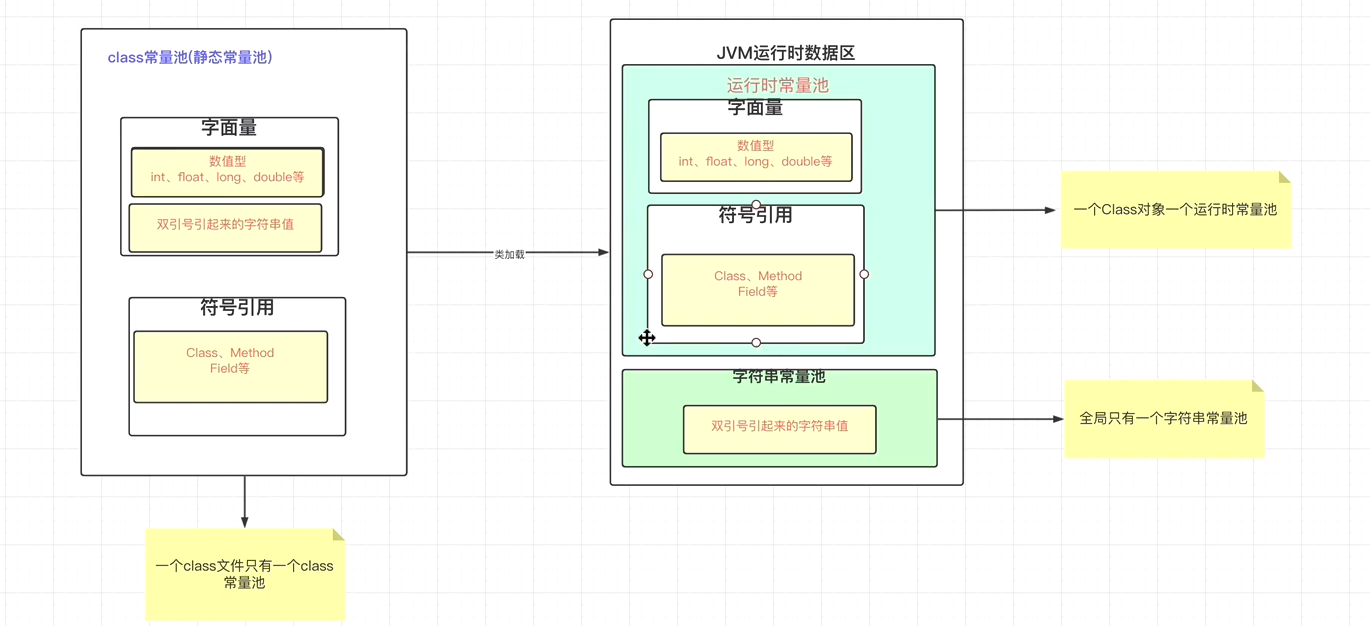 class常量池(静态常量池)
字面量
数值型
int、float、long、double等
双引号引起来的字符串值
符号引用
Class、Method
Field等
一个class文件只有一个class
常量池
类加载
JVM运行时数据区
运行时常量池
字面量
数值型
int、float、long、double等
符号引用
Class、Method
Field等
字符串常量池
双引号引起来的字符串值
一个Class对象一个运行时常量池
全局只有一个字符串常量池